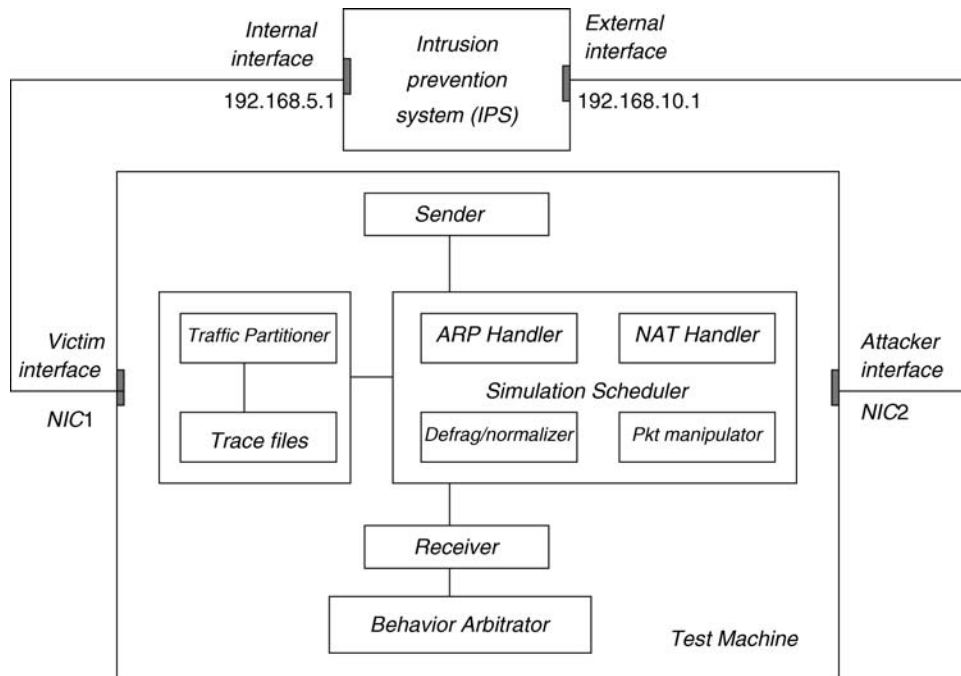 Internal
interface
192.168.5.1
Intrusion
prevention
system (IPS)
External
interface
192.168.10.1
Sender
Traffic Partitioner
Trace files
ARP Handler
NAT Handler
Simulation Scheduler
Defrag/normalizer
Pkt manipulator
Victim
interface
NIC1
Attacker
interface
NIC2
Receiver
Behavior Arbitrator
Test Machine